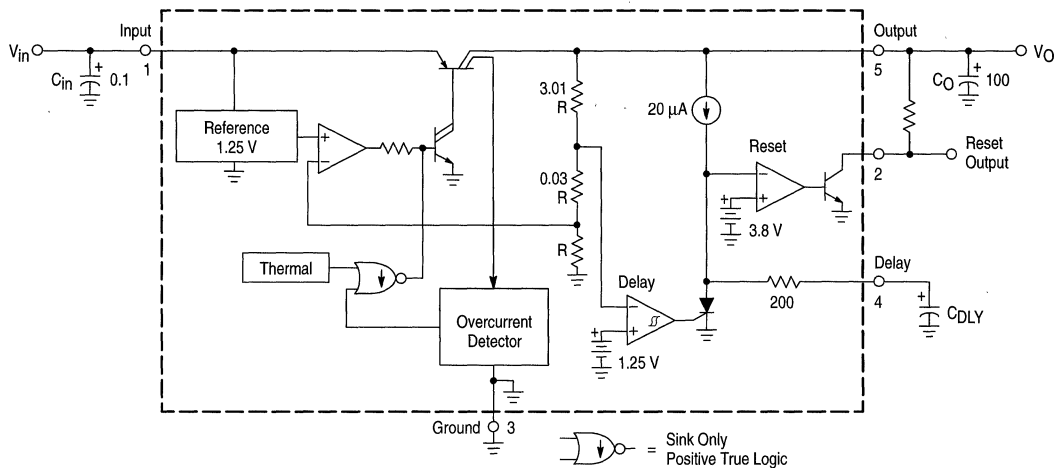 Input
Output
Vin
1
5
VO
Cin
+
0.1
CO
+
100
3.01
R
20 μA
Reference
1.25 V
+
−
Reset
Reset
Output
2
−
+
+
3.8 V
0.03
R
R
Thermal
Delay
Delay
200
4
+
CDLY
−
+
+
1.25 V
Overcurrent
Detector
Ground
3
= Sink Only
Positive True Logic